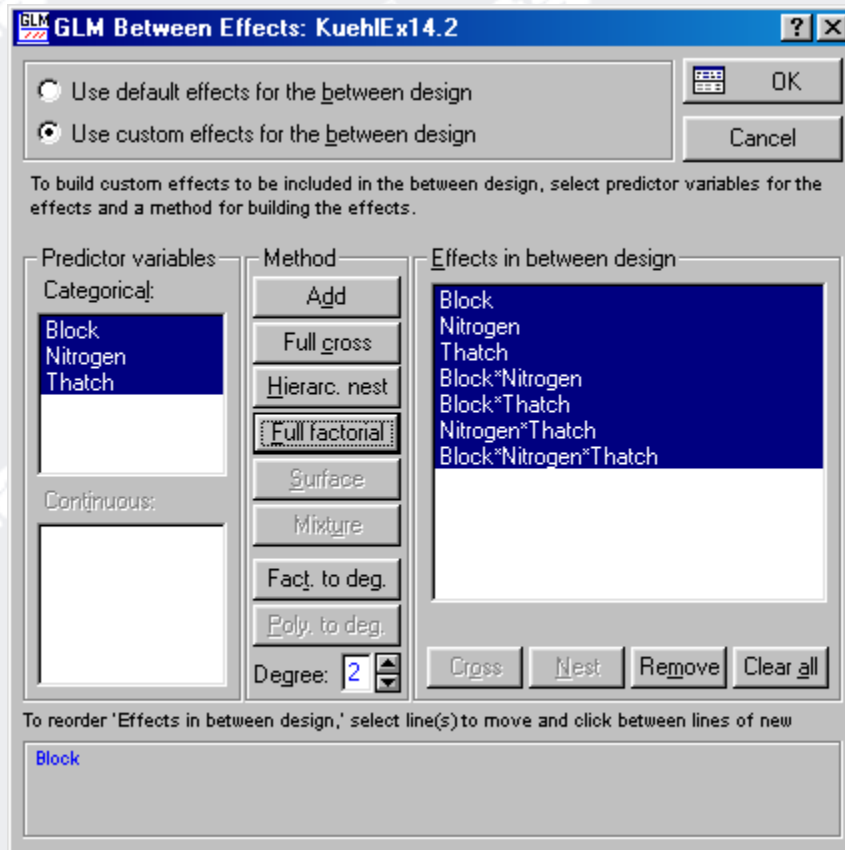 GLM GLM Between Effects: KuehlEx14.2
Use default effects for the between design
Use custom effects for the between design
OK
Cancel
To build custom effects to be included in the between design, select predictor variables for the
effects and a method for building the effects.
Predictor variables
Categorical:
Block
Nitrogen
Thatch
Continuous:
Method
Add
Full cross
Hierarc. nest
Full factorial
Surface
Mixture
Fact. to deg.
Poly. to deg.
Degree: 2
Effects in between design
Block
Nitrogen
Thatch
Block*Nitrogen
Block*Thatch
Nitrogen*Thatch
Block*Nitrogen*Thatch
Cross Nest Remove Clear all
To reorder 'Effects in between design,' select line(s) to move and click between lines of new
Block